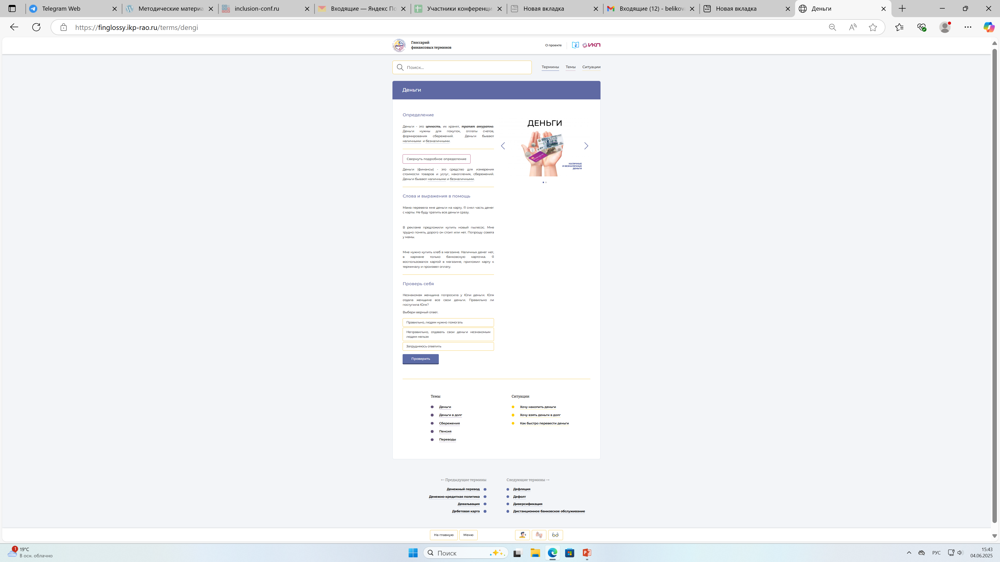 Telegram Web
Методические материа
inclusion-conf.ru
Входящие — Яндекс По
Участники конференци
Новая вкладка
Входящие (12) - belikova
Новая вкладка
Деньги
https://finglossy.ikp-rao.ru/terms/dengi
Глоссарий
финансовых терминов
О проекте
ИКП
Поиск...
Термины
Темы
Ситуации
Деньги
Определение
Деньги - это ценность, их хранят, тратят аккуратно.
Деньги нужны для покупок, оплаты счетов,
формирования сбережений. Деньги бывают
наличными и безналичными.
ДЕНЬГИ
НАЛИЧНЫЕ
И БЕЗНАЛИЧНЫЕ
ДЕНЬГИ
Свернуть подробное определение
Деньги (финансы) - это средство для измерения
стоимости товаров и услуг, накопления, сбережений.
Деньги бывают наличными и безналичными.
Слова и выражения в помощь
Мама перевела мне деньги на карту. Я снял часть денег
с карты. Не буду тратить все деньги сразу.
В рекламе предложили купить новый пылесос. Мне
трудно понять, дорого он стоит или нет. Попрошу совета
у мамы.
Мне нужно купить хлеб в магазине. Наличных денег нет,
в кармане только банковскую карточка. Я
воспользовался картой в магазине, приложил карту к
терминалу и произвел оплату.
Проверь себя
Незнакомая женщина попросила у Юли деньги. Юля
отдала женщине все свои деньги. Правильно ли
поступила Юля?
Выбери верный ответ.
Правильно, людям нужно помогать
Неправильно, отдавать свои деньги незнакомым
людям нельзя
Затрудняюсь ответить
Проверить
Темы
Деньги
Деньги в долг
Сбережения
Пенсия
Переводы
Ситуации
Хочу накопить деньги
Хочу взять деньги в долг
Как быстро перевести деньги
← Предыдущие термины
Денежный перевод
Денежно-кредитная политика
Девальвация
Дебетовая карта
Следующие термины →
Дефляция
Дефолт
Диверсификация
Дистанционное банковское обслуживание
На главную
Меню
1
19°C
В осн. облачно
Поиск
РУС
15:43
04.06.2025